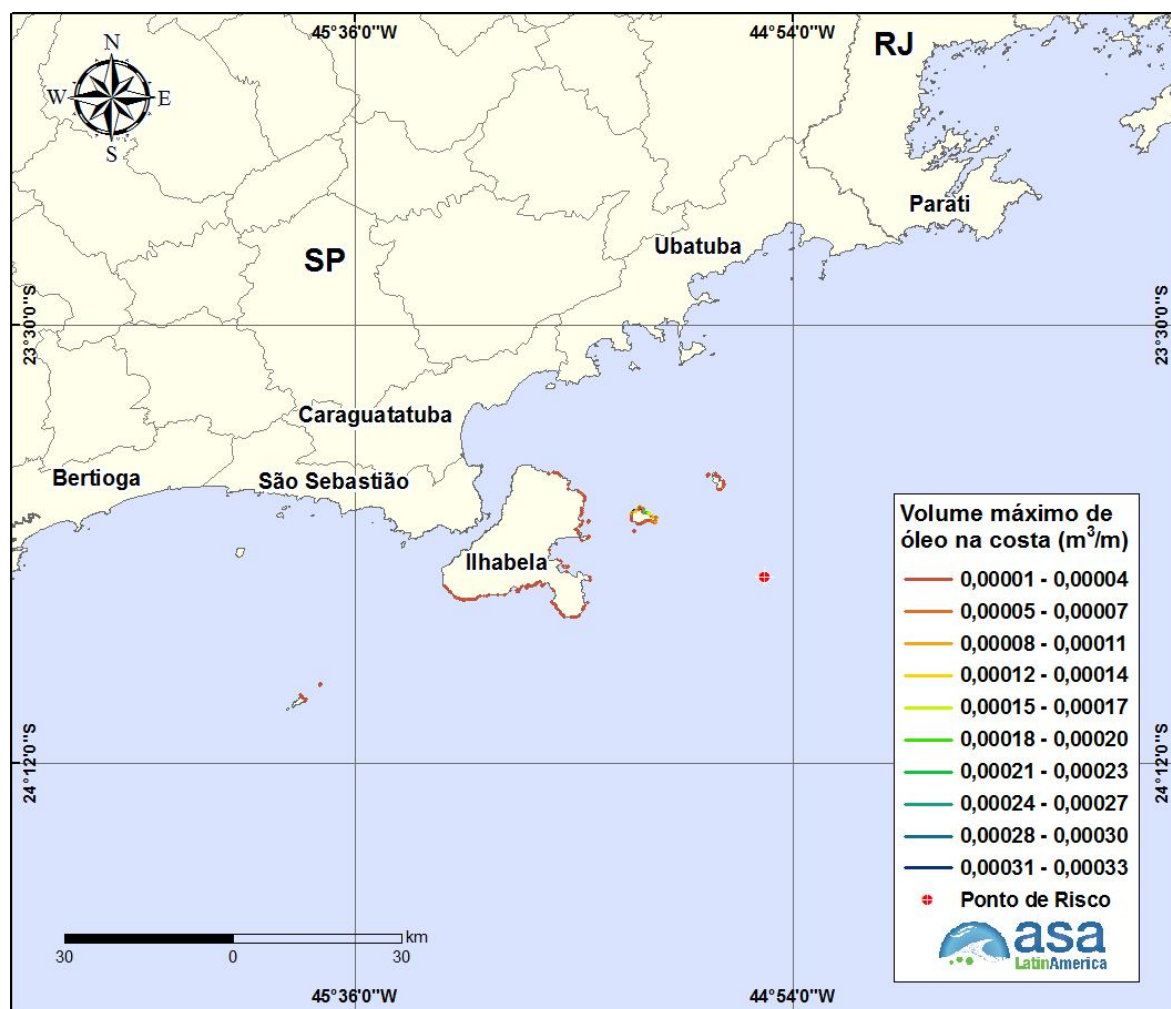 45°36'0"W
44°54'0"W
RJ
N
W
E
S
Parati
Ubatuba
SP
23°30'0"S
23°30'0"S
Caraguatatuba
Bertioga
São Sebastião
Ilhabela
Volume máximo de
óleo na costa (m³/m)
0,00001 - 0,00004
0,00005 - 0,00007
0,00008 - 0,00011
0,00012 - 0,00014
0,00015 - 0,00017
0,00018 - 0,00020
0,00021 - 0,00023
0,00024 - 0,00027
0,00028 - 0,00030
0,00031 - 0,00033
Ponto de Risco
asa
LatinAmerica
24°12'0"S
24°12'0"S
km
30 0 30
45°36'0"W
44°54'0"W